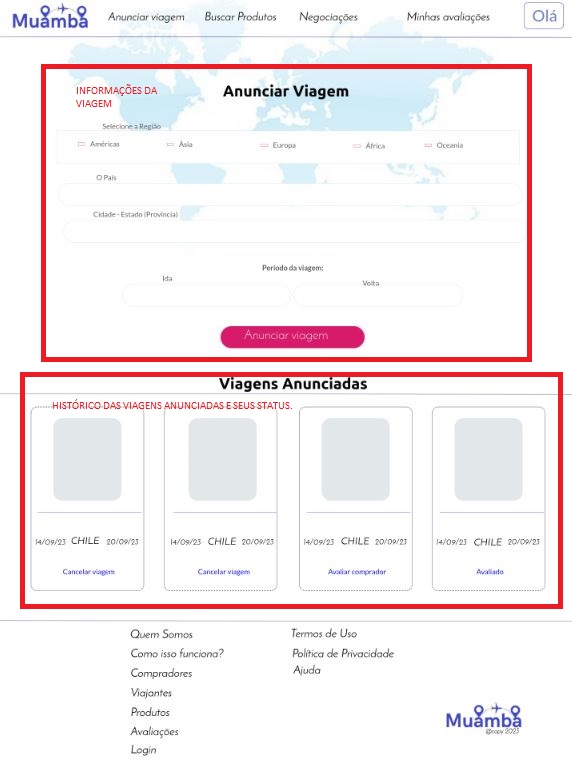 Muamba Anunciar viagem Buscar Produtos Negociações Minhas avaliações Olá
INFORMAÇÕES DA
VIAGEM
Anunciar Viagem
Selecione a Região
Américas Ásia Europa África Oceania
O País
Cidade - Estado (Província)
Período da viagem:
Ida
Volta
Anunciar viagem
Viagens Anunciadas
HISTÓRICO DAS VIAGENS ANUNCIADAS E SEUS STATUS.
14/09/23 CHILE 20/09/23
Cancelar viagem
14/09/23 CHILE 20/09/23
Cancelar viagem
14/09/23 CHILE 20/09/23
Avaliar comprador
14/09/23 CHILE 20/09/23
Avaliado
Quem Somos
Como isso funciona?
Compradores
Viajantes
Produtos
Avaliações
Login
Termos de Uso
Política de Privacidade
Ajuda
Muamba
@copy 2023